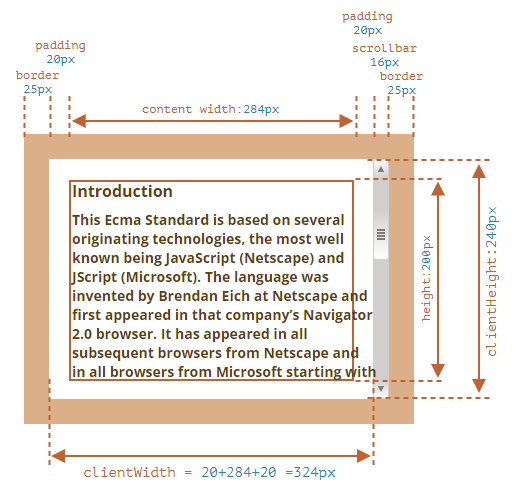 padding
20px
padding
20px
scrollbar
16px
border
25px
border
25px
content width:284px
Introduction
This Ecma Standard is based on several
originating technologies, the most well
known being JavaScript (Netscape) and
JScript (Microsoft). The language was
invented by Brendan Eich at Netscape and
first appeared in that company’s Navigator
2.0 browser. It has appeared in all
subsequent browsers from Netscape and
in all browsers from Microsoft starting with
height:200px
clientHeight:240px
clientWidth = 20+284+20 =324px